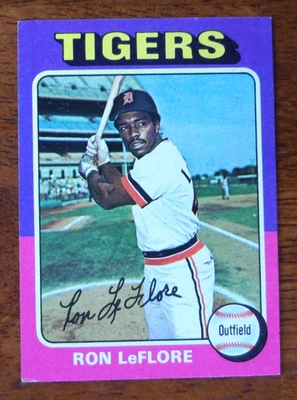 TIGERS
B
Ron LeFlore
Outfield
RON LeFLORE